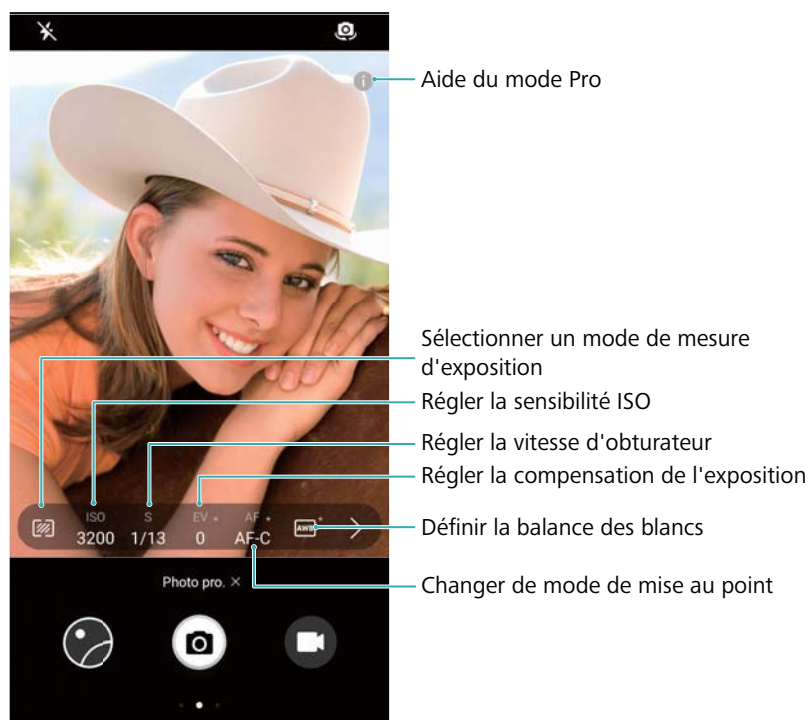 Aide du mode Pro
Sélectionner un mode de mesure
d'exposition
Régler la sensibilité ISO
Régler la vitesse d'obturateur
Régler la compensation de l'exposition
ISO S EV AF
3200 1/13 0 AF-C AWB
Définir la balance des blancs
Changer de mode de mise au point
Photo pro. ×